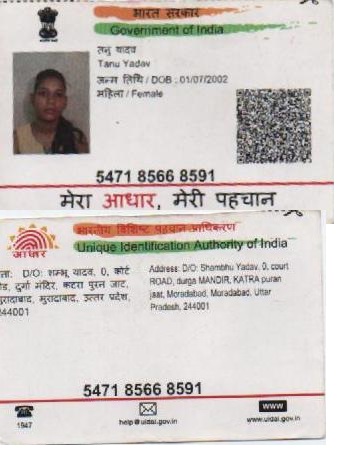 भारत सरकार
Government of India
तनु यादव
Tanu Yadav
जन्म तिथि / DOB : 01/07/2002
महिला / Female
5471 8566 8591
मेरा आधार, मेरी पहचान
भारतीय विशिष्ट पहचान प्राधिकरण
Unique Identification Authority of India
आधार
ता: D/O: शम्भू यादव, 0, कोर्ट
ड, दुर्गा मंदिर, कटरा पुरन जाट,
मुरादाबाद, मुरादाबाद, उत्तर प्रदेश,
244001
Address: D/O: Shambhu Yadav, 0, court
ROAD, durga MANDIR, KATRA puran
jaat, Moradabad, Moradabad, Uttar
Pradesh, 244001
5471 8566 8591
1947
help@uidai.gov.in
www
www.uidai.gov.in